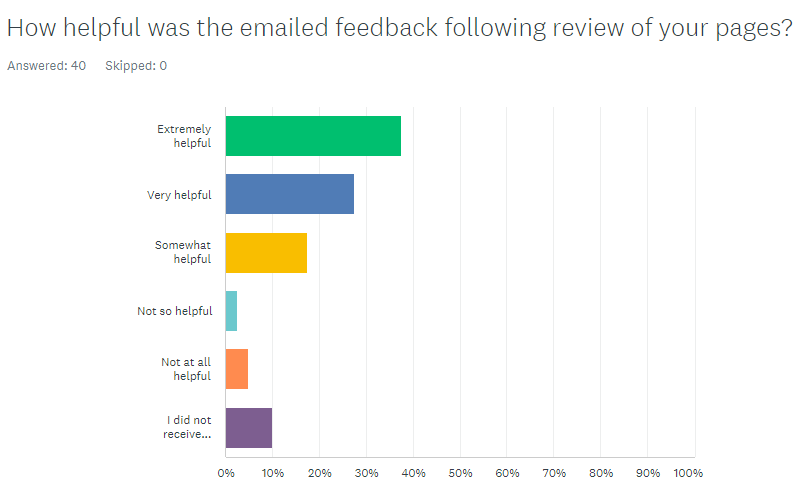 How helpful was the emailed feedback following review of your pages?
Answered: 40 Skipped: 0
Extremely
helpful
Very helpful
Somewhat
helpful
Not so helpful
Not at all
helpful
I did not
receive...
0% 10% 20% 30% 40% 50% 60% 70% 80% 90% 100%